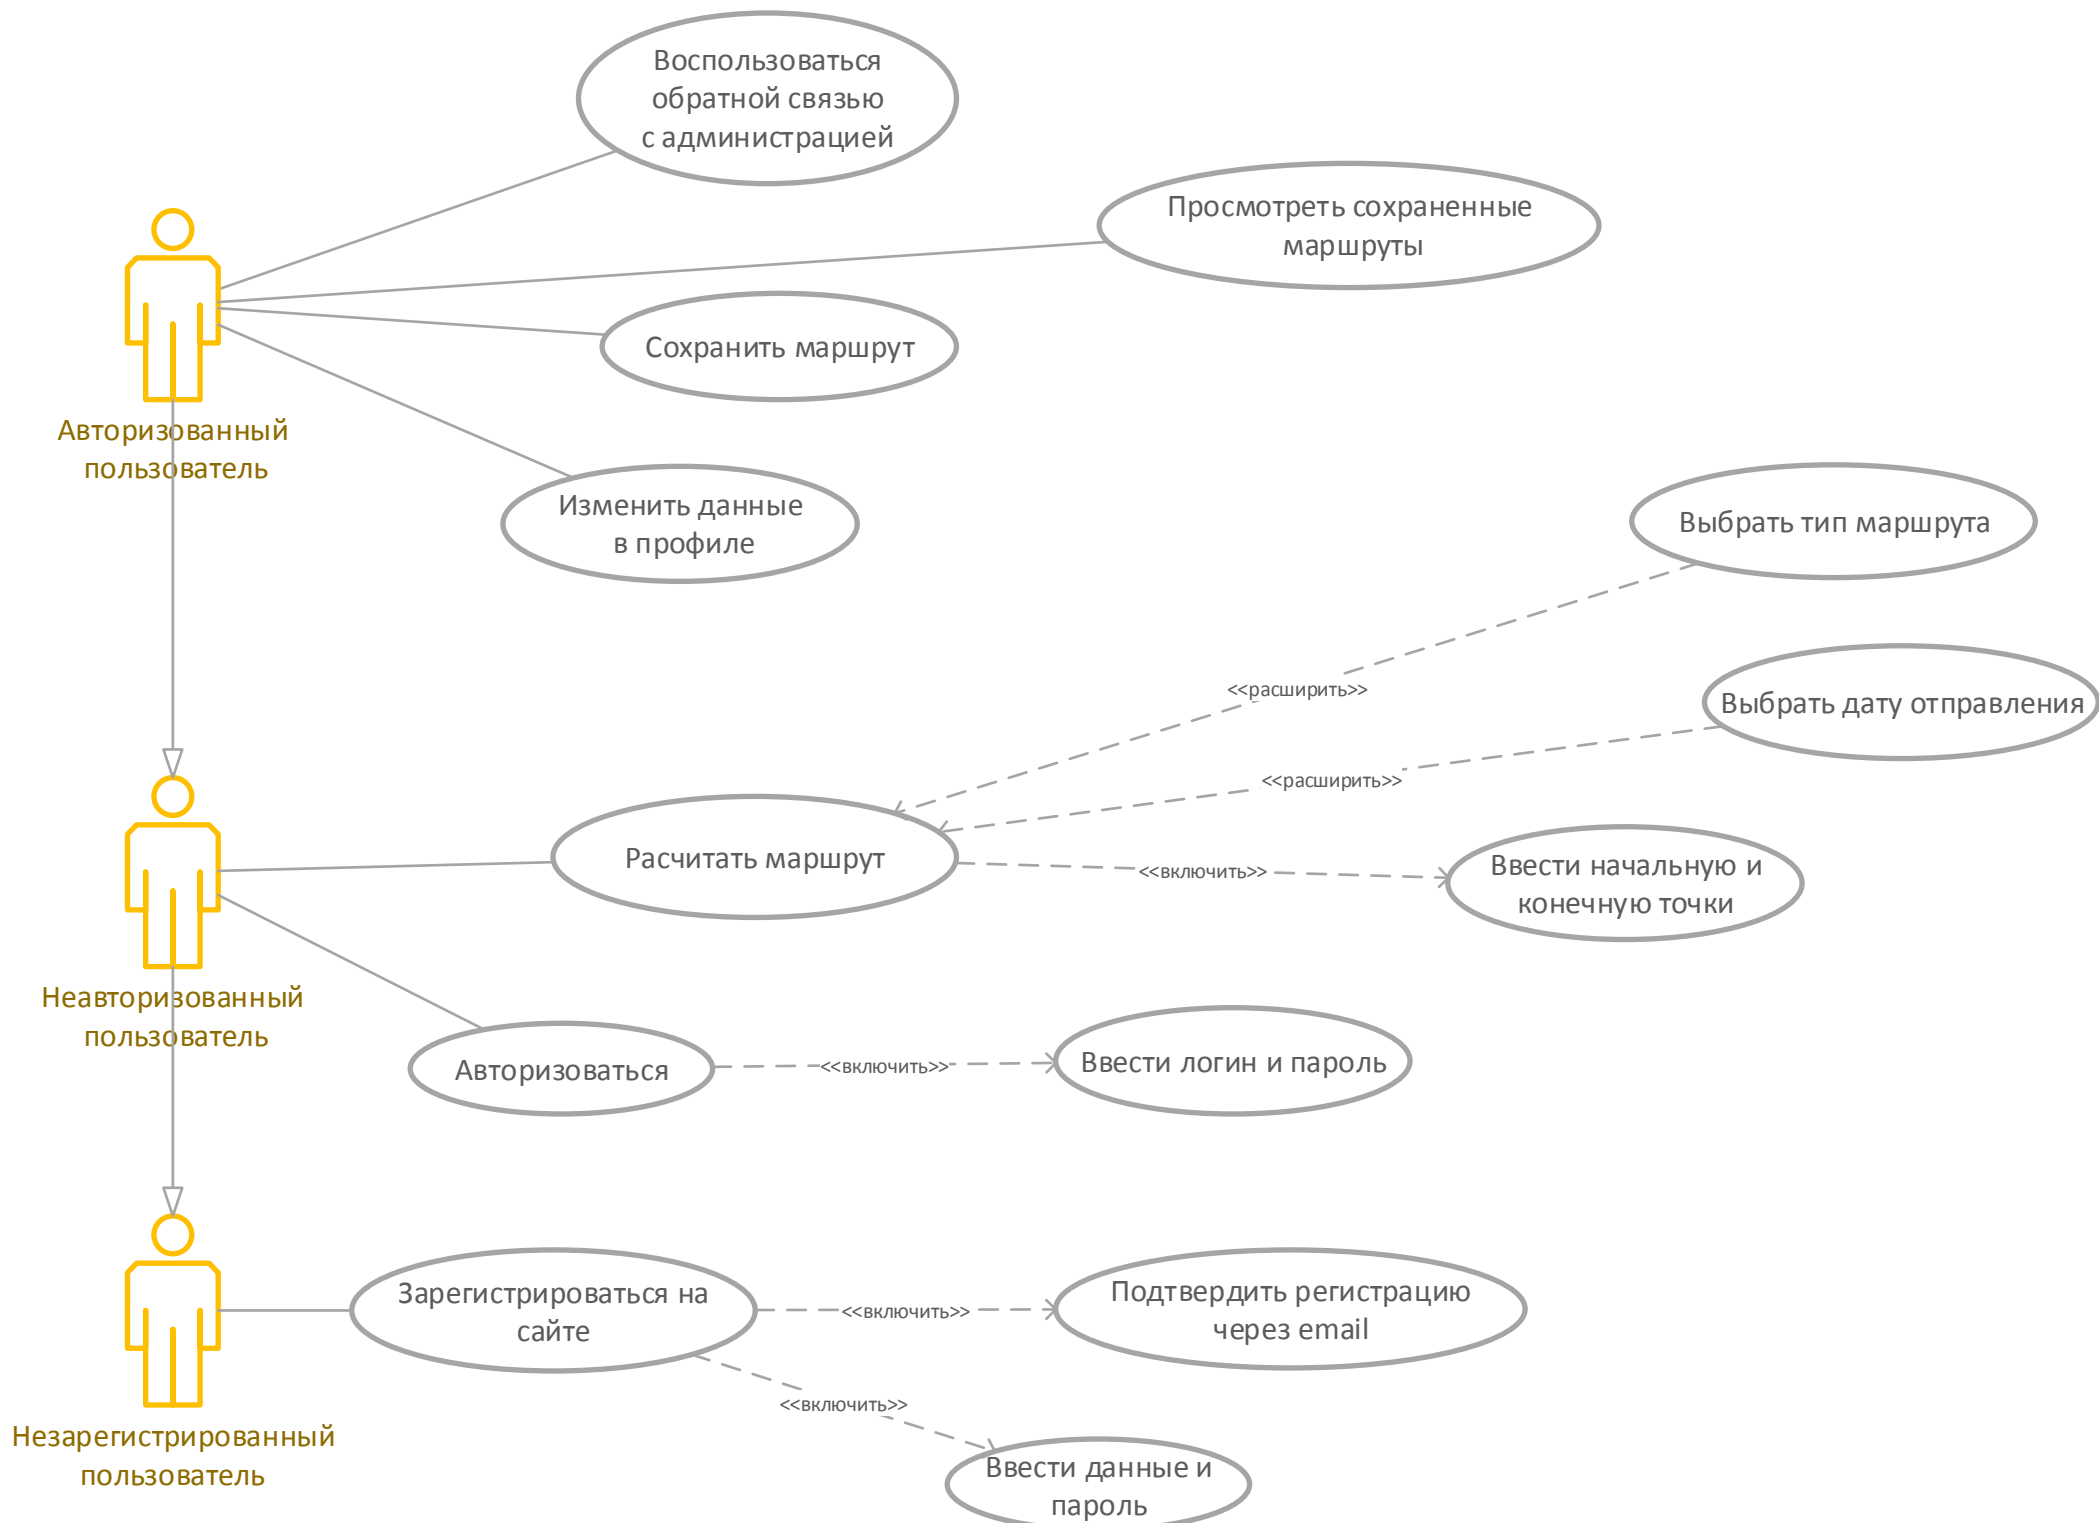 Воспользоваться
обратной связью
с администрацией
Просмотреть сохраненные
маршруты
Сохранить маршрут
Авторизованный
пользователь
Изменить данные
в профиле
Выбрать тип маршрута
<<расширить>>
Выбрать дату отправления
<<расширить>>
Расчитать маршрут
<<включить>>
Ввести начальную и
конечную точки
Неавторизованный
пользователь
Авторизоваться
<<включить>>
Ввести логин и пароль
Зарегистрироваться на
сайте
<<включить>>
Подтвердить регистрацию
через email
<<включить>>
Незарегистрированный
пользователь
Ввести данные и
пароль